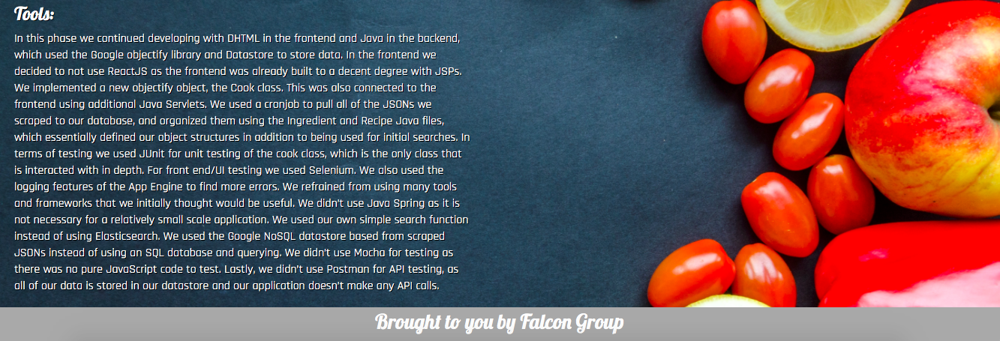 Tools:
In this phase we continued developing with DHTML in the frontend and Java in the backend,
which used the Google objectify library and Datastore to store data. In the frontend we
decided to not use ReactJS as the frontend was already built to a decent degree with JSPs.
We implemented a new objectify object, the Cook class. This was also connected to the
frontend using additional Java Servlets. We used a cronjob to pull all of the JSONs we
scraped to our database, and organized them using the Ingredient and Recipe Java files,
which essentially defined our object structures in addition to being used for initial searches. In
terms of testing we used JUnit for unit testing of the cook class, which is the only class that
is interacted with in depth. For front end/UI testing we used Selenium. We also used the
logging features of the App Engine to find more errors. We refrained from using many tools
and frameworks that we initially thought would be useful. We didn't use Java Spring as it is
not necessary for a relatively small scale application. We used our own simple search function
instead of using Elasticsearch. We used the Google NoSQL datastore based from scraped
JSONs instead of using an SQL database and querying. We didn't use Mocha for testing as
there was no pure JavaScript code to test. Lastly, we didn't use Postman for API testing, as
all of our data is stored in our datastore and our application doesn't make any API calls.
Brought to you by Falcon Group